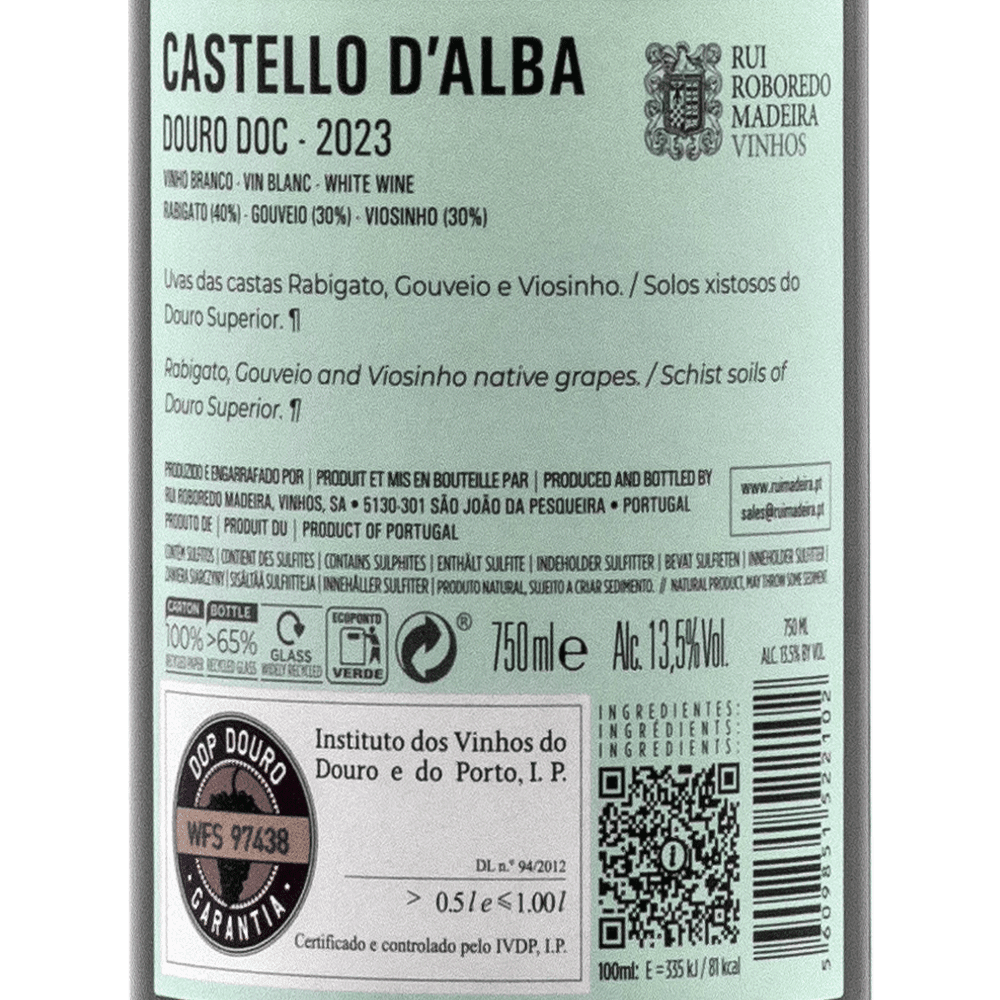 CASTELLO D'ALBA
DOURO DOC - 2023
VINHO BRANCO - VIN BLANC - WHITE WINE
RABIGATO (40%) - GOUVEIO (30%) - VIOSINHO (30%)
RUI
ROBOREDO
MADEIRA
VINHOS
Uvas das castas Rabigato, Gouveio e Viosinho. / Solos xistosos do
Douro Superior. ¶
Rabigato, Gouveio and Viosinho native grapes. / Schist soils of
Douro Superior. ¶
PRODUZIDO E ENGARRAFADO POR | PRODUIT ET MIS EN BOUTEILLE PAR | PRODUCED AND BOTTLED BY
RUI ROBOREDO MADEIRA, VINHOS, SA • 5130-301 SÃO JOÃO DA PESQUEIRA • PORTUGAL
PRODUTO DE | PRODUIT DU | PRODUCT OF PORTUGAL
www.ruimadeira.pt
sales@ruimadeira.pt
CONTÉM SULFITOS | CONTIENT DES SULFITES | CONTAINS SULPHITES | ENTHÄLT SULFITE | INDEHOLDER SULFITTER | BEVAT SULFIETEN | INNEHOLDER SULFITTER |
ZAWIERA SIARCZYNY | SISÄLTÄÄ SULFIITTEJA | INNEHÅLLER SULFITER | PRODUTO NATURAL, SUJEITO A CRIAR SEDIMENTO. // NATURAL PRODUCT, MAY THROW SOME SEDIMENT.
CARTON BOTTLE
100% >65%
RECYCLED PAPER RECYCLED GLASS
GLASS
WIDELY RECYCLED
ECOPONTO
VERDE
®
750 ml e Alc. 13,5% Vol.
750 ML
ALC. 13.5% BY VOL.
DOP DOURO
WFS 97438
GARANTIA
Instituto dos Vinhos do
Douro e do Porto, I. P.
DL n.º 94/2012
> 0.5 l e ⩽ 1.00 l
Certificado e controlado pelo IVDP, I.P.
INGREDIENTES:
INGRÉDIENTS:
INGREDIENTS:
i
100ml: E = 335 kJ / 81 kcal
5 609851 522102